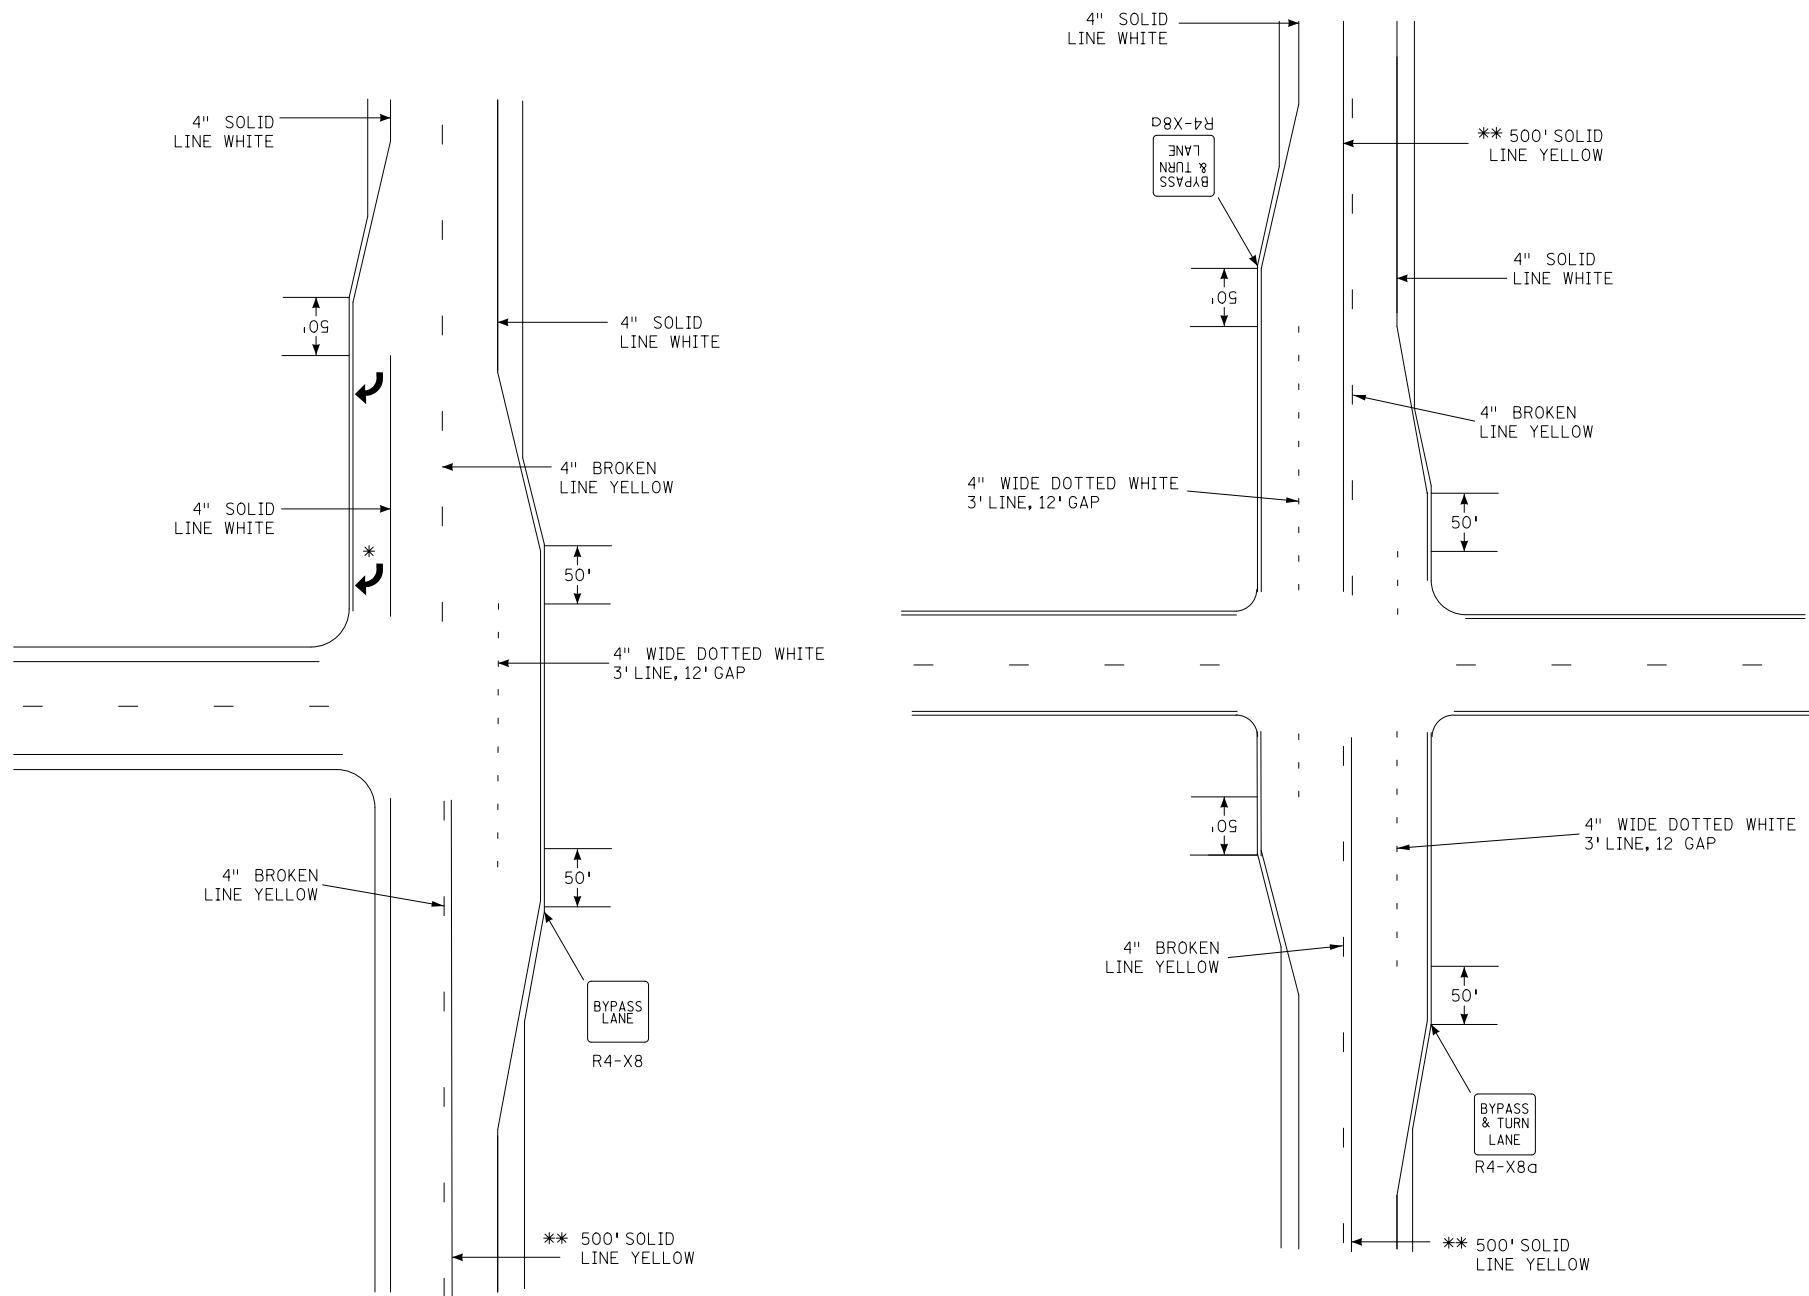 4" SOLID
LINE WHITE
50'
4" SOLID
LINE WHITE
4" BROKEN
LINE YELLOW
4" SOLID
LINE WHITE
*
50'
4" WIDE DOTTED WHITE
3' LINE, 12' GAP
4" BROKEN
LINE YELLOW
50'
BYPASS
LANE
R4-X8
** 500' SOLID
LINE YELLOW
4" SOLID
LINE WHITE
R4-X8a
BYPASS
& TURN
LANE
** 500' SOLID
LINE YELLOW
50'
4" SOLID
LINE WHITE
4" BROKEN
LINE YELLOW
4" WIDE DOTTED WHITE
3' LINE, 12' GAP
50'
50'
4" WIDE DOTTED WHITE
3' LINE, 12 GAP
4" BROKEN
LINE YELLOW
50'
BYPASS
& TURN
LANE
R4-X8a
** 500' SOLID
LINE YELLOW